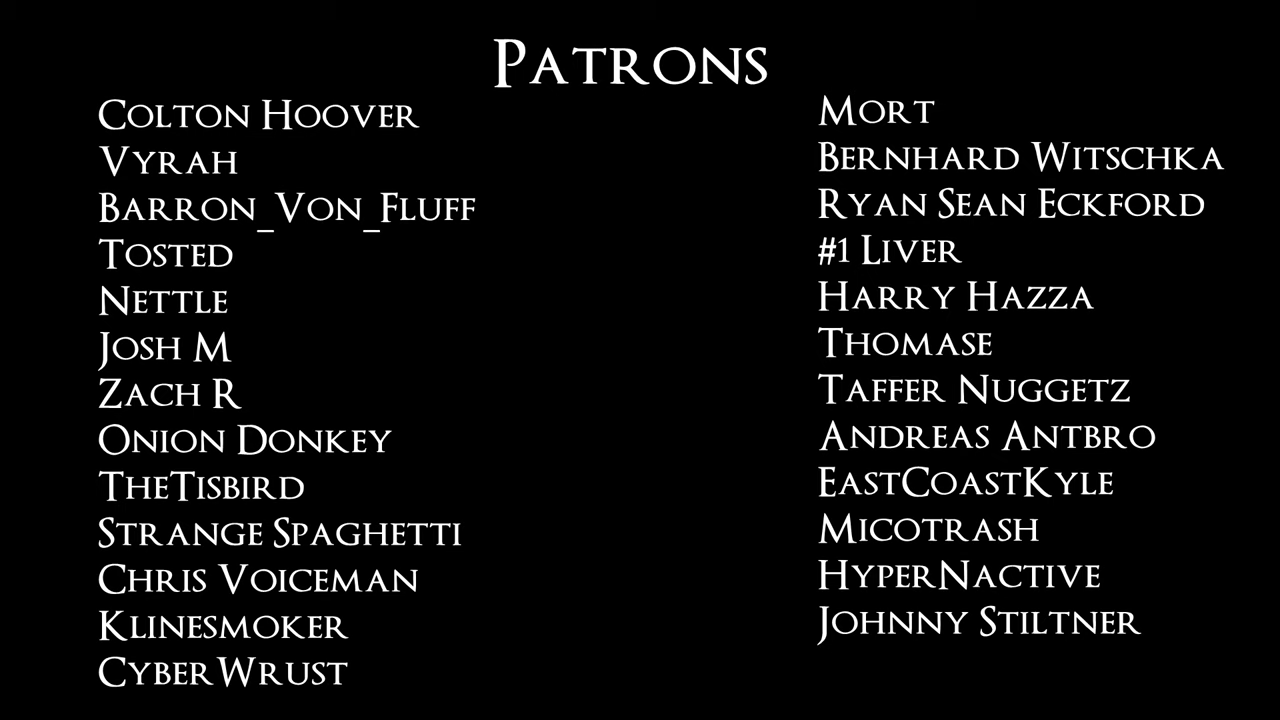 Patrons
Colton Hoover
Vyrah
Barron_Von_Fluff
Tosted
Nettle
Josh M
Zach R
Onion Donkey
TheTisbird
Strange Spaghetti
Chris Voiceman
Klinesmoker
CyberWrust
Mort
Bernhard Witschka
Ryan Sean Eckford
#1 Liver
Harry Hazza
Thomase
Taffer Nuggetz
Andreas Antbro
EastCoastKyle
Micotrash
HyperNactive
Johnny Stiltner